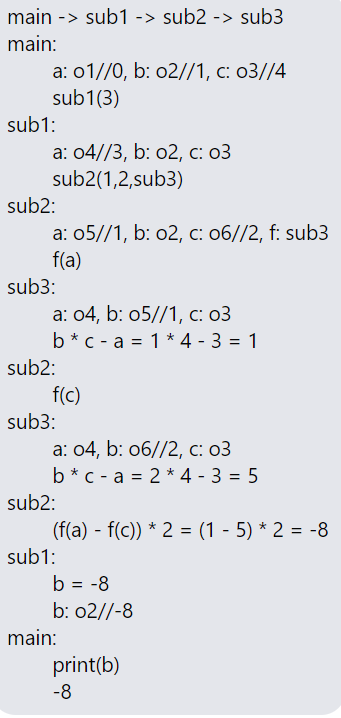 main -> sub1 -> sub2 -> sub3
main:
a: o1//0, b: o2//1, c: o3//4
sub1(3)
sub1:
a: o4//3, b: o2, c: o3
sub2(1,2,sub3)
sub2:
a: o5//1, b: o2, c: o6//2, f: sub3
f(a)
sub3:
a: o4, b: o5//1, c: o3
b * c - a = 1 * 4 - 3 = 1
sub2:
f(c)
sub3:
a: o4, b: o6//2, c: o3
b * c - a = 2 * 4 - 3 = 5
sub2:
(f(a) - f(c)) * 2 = (1 - 5) * 2 = -8
sub1:
b = -8
b: o2//-8
main:
print(b)
-8